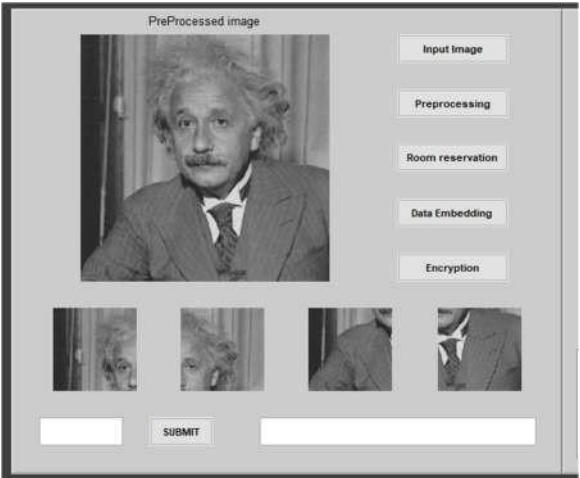 PreProcessed image
Input Image
Preprocessing
Room reservation
Data Embedding
Encryption
SUBMIT